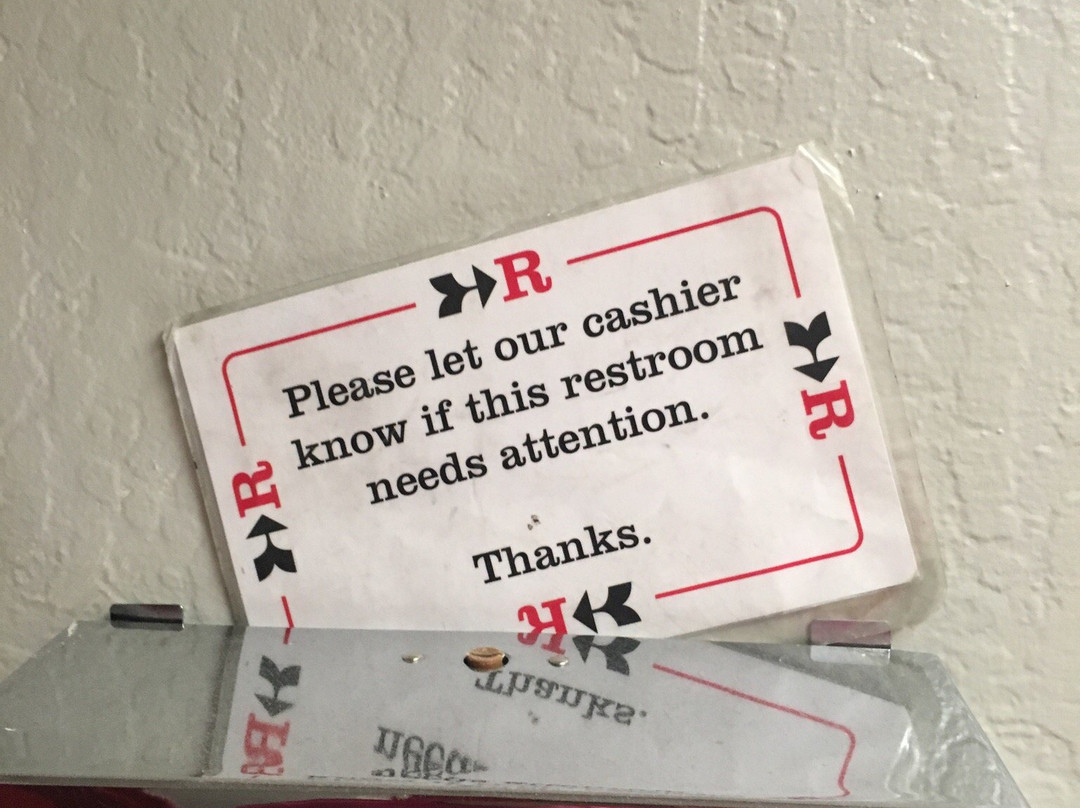 R
Please let our cashier
know if this restroom
needs attention.
Thanks.
R
R
R